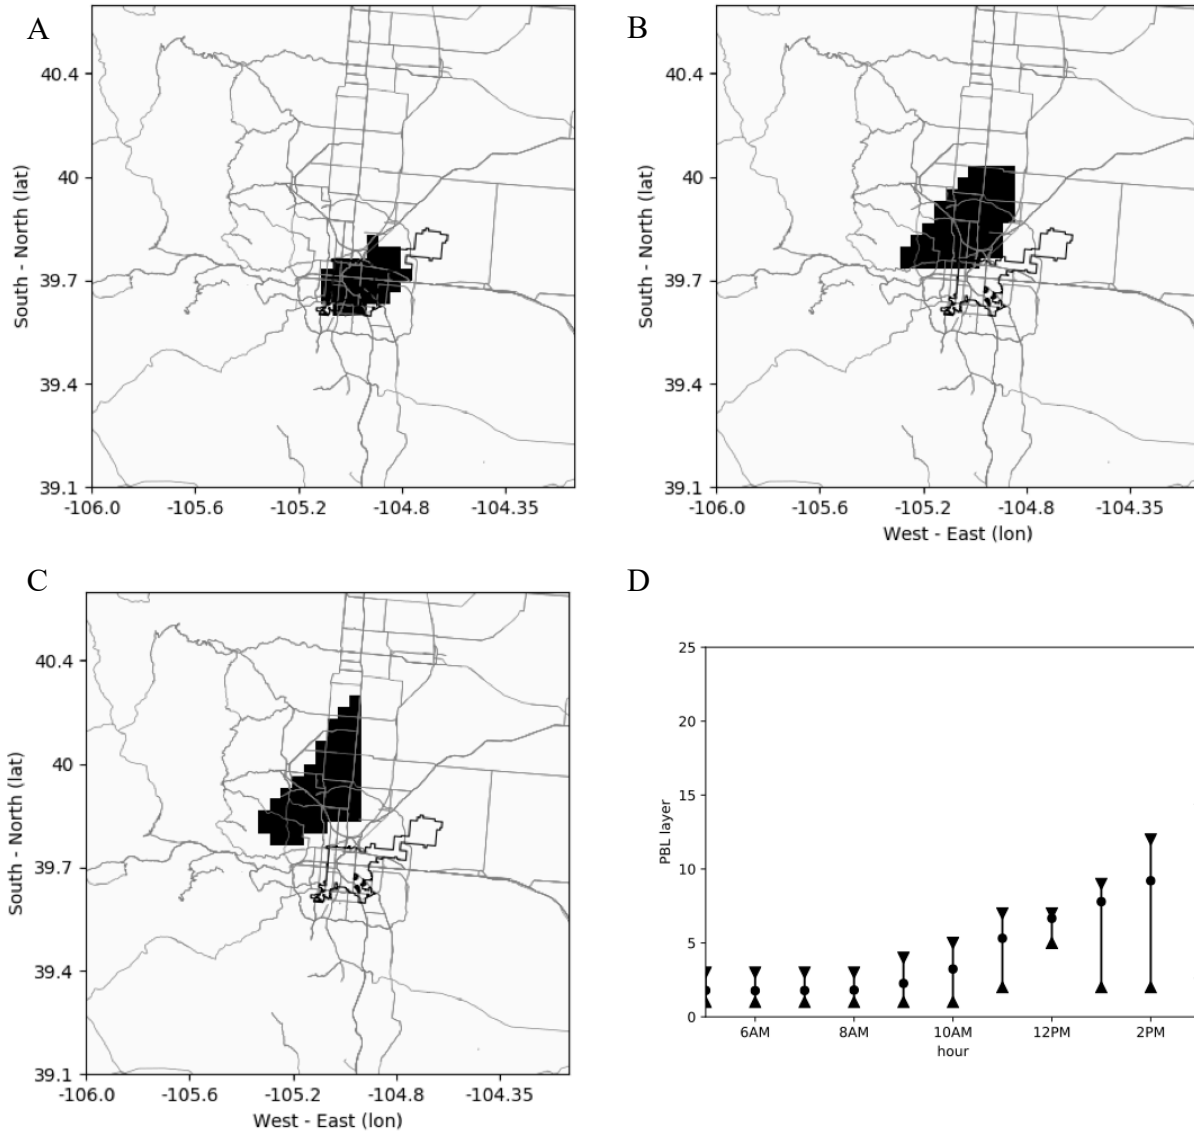 A
40.4
40
39.7
39.4
39.1
South - North (lat)
-106.0 -105.6 -105.2 -104.8 -104.35
B
40.4
40
39.7
39.4
39.1
South - North (lat)
-106.0 -105.6 -105.2 -104.8 -104.35
West - East (lon)
C
40.4
40
39.7
39.4
39.1
South - North (lat)
-106.0 -105.6 -105.2 -104.8 -104.35
West - East (lon)
D
25
20
15
10
5
0
PBL layer
6AM 8AM 10AM 12PM 2PM
hour